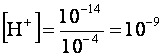 [H⁺] = 10⁻¹⁴ / 10⁻⁴ = 10⁻⁹